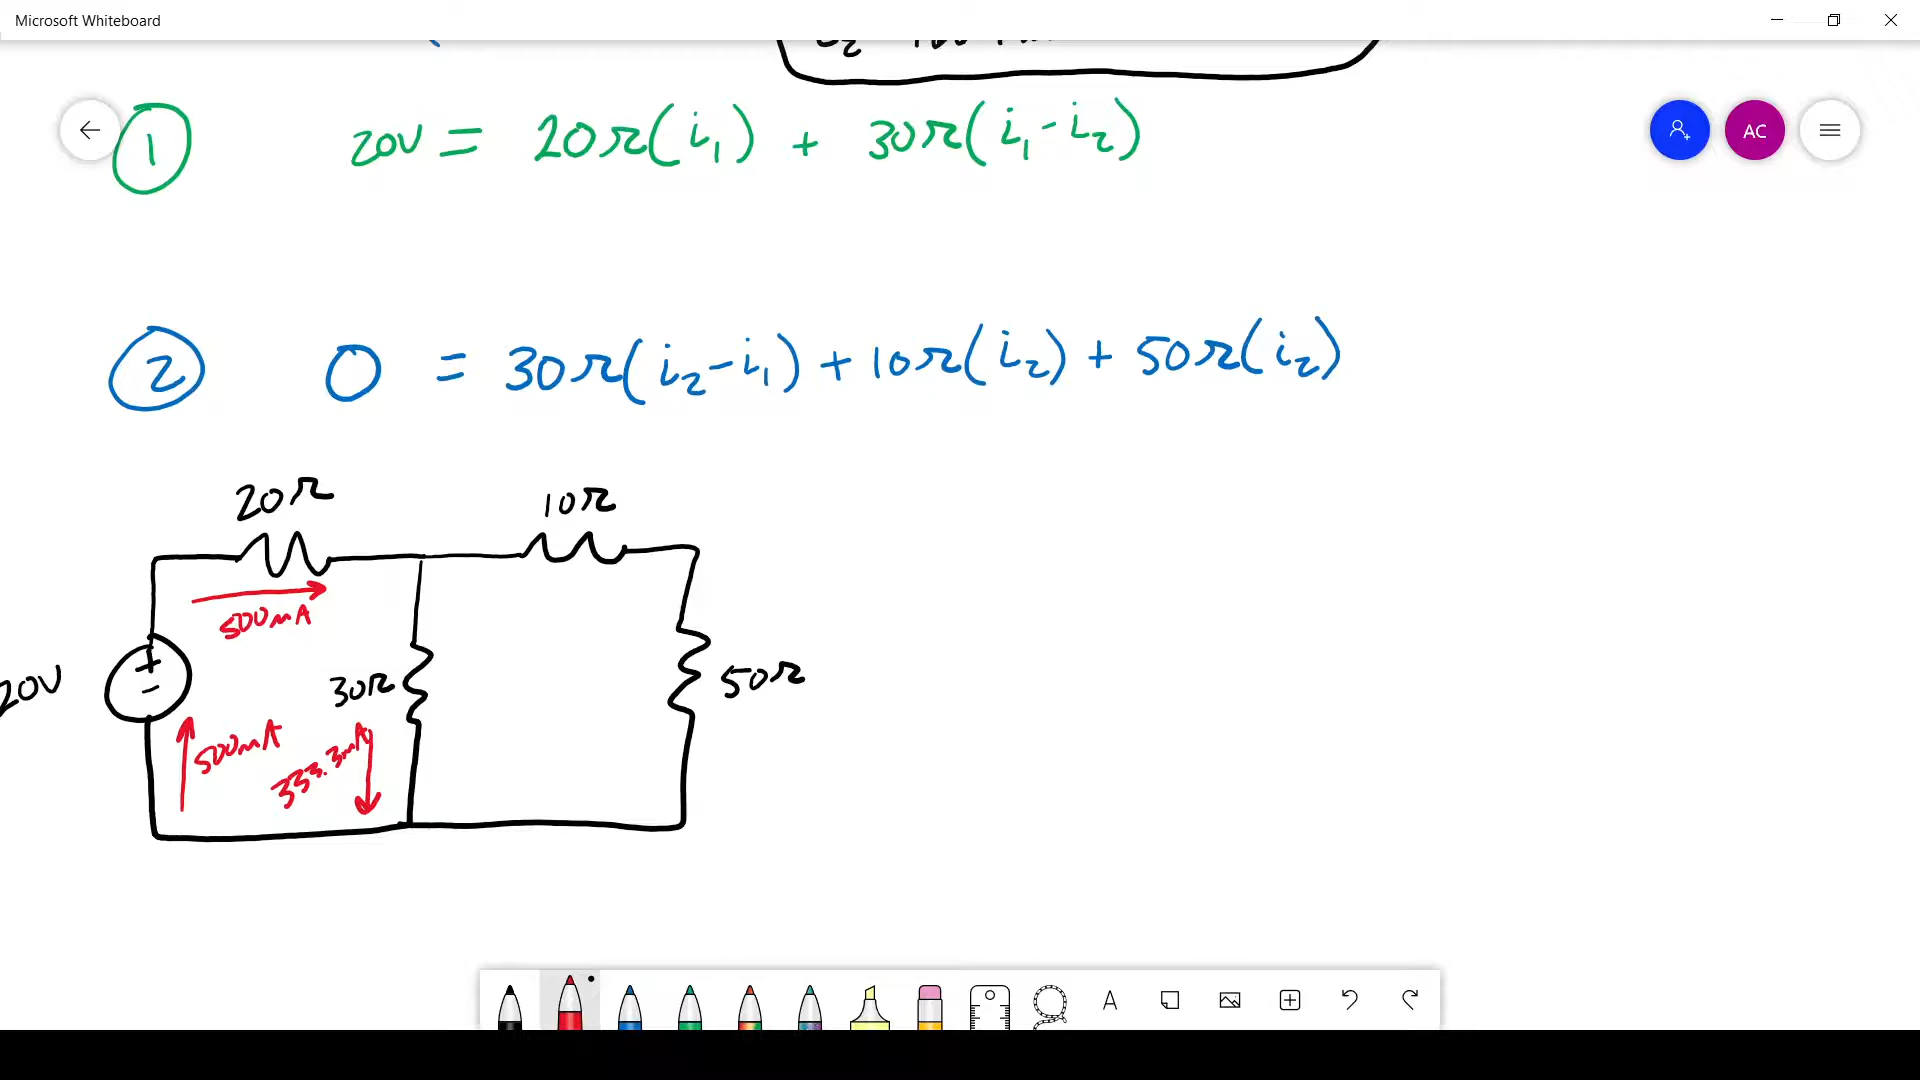 Microsoft Whiteboard
① 20V = 20Ω(i₁) + 30Ω(i₁-i₂)
AC
② 0 = 30Ω(i₂-i₁) + 10Ω(i₂) + 50Ω(i₂)
20Ω
10Ω
500mA
20V
+
-
30Ω
50Ω
500mA
333.3mA